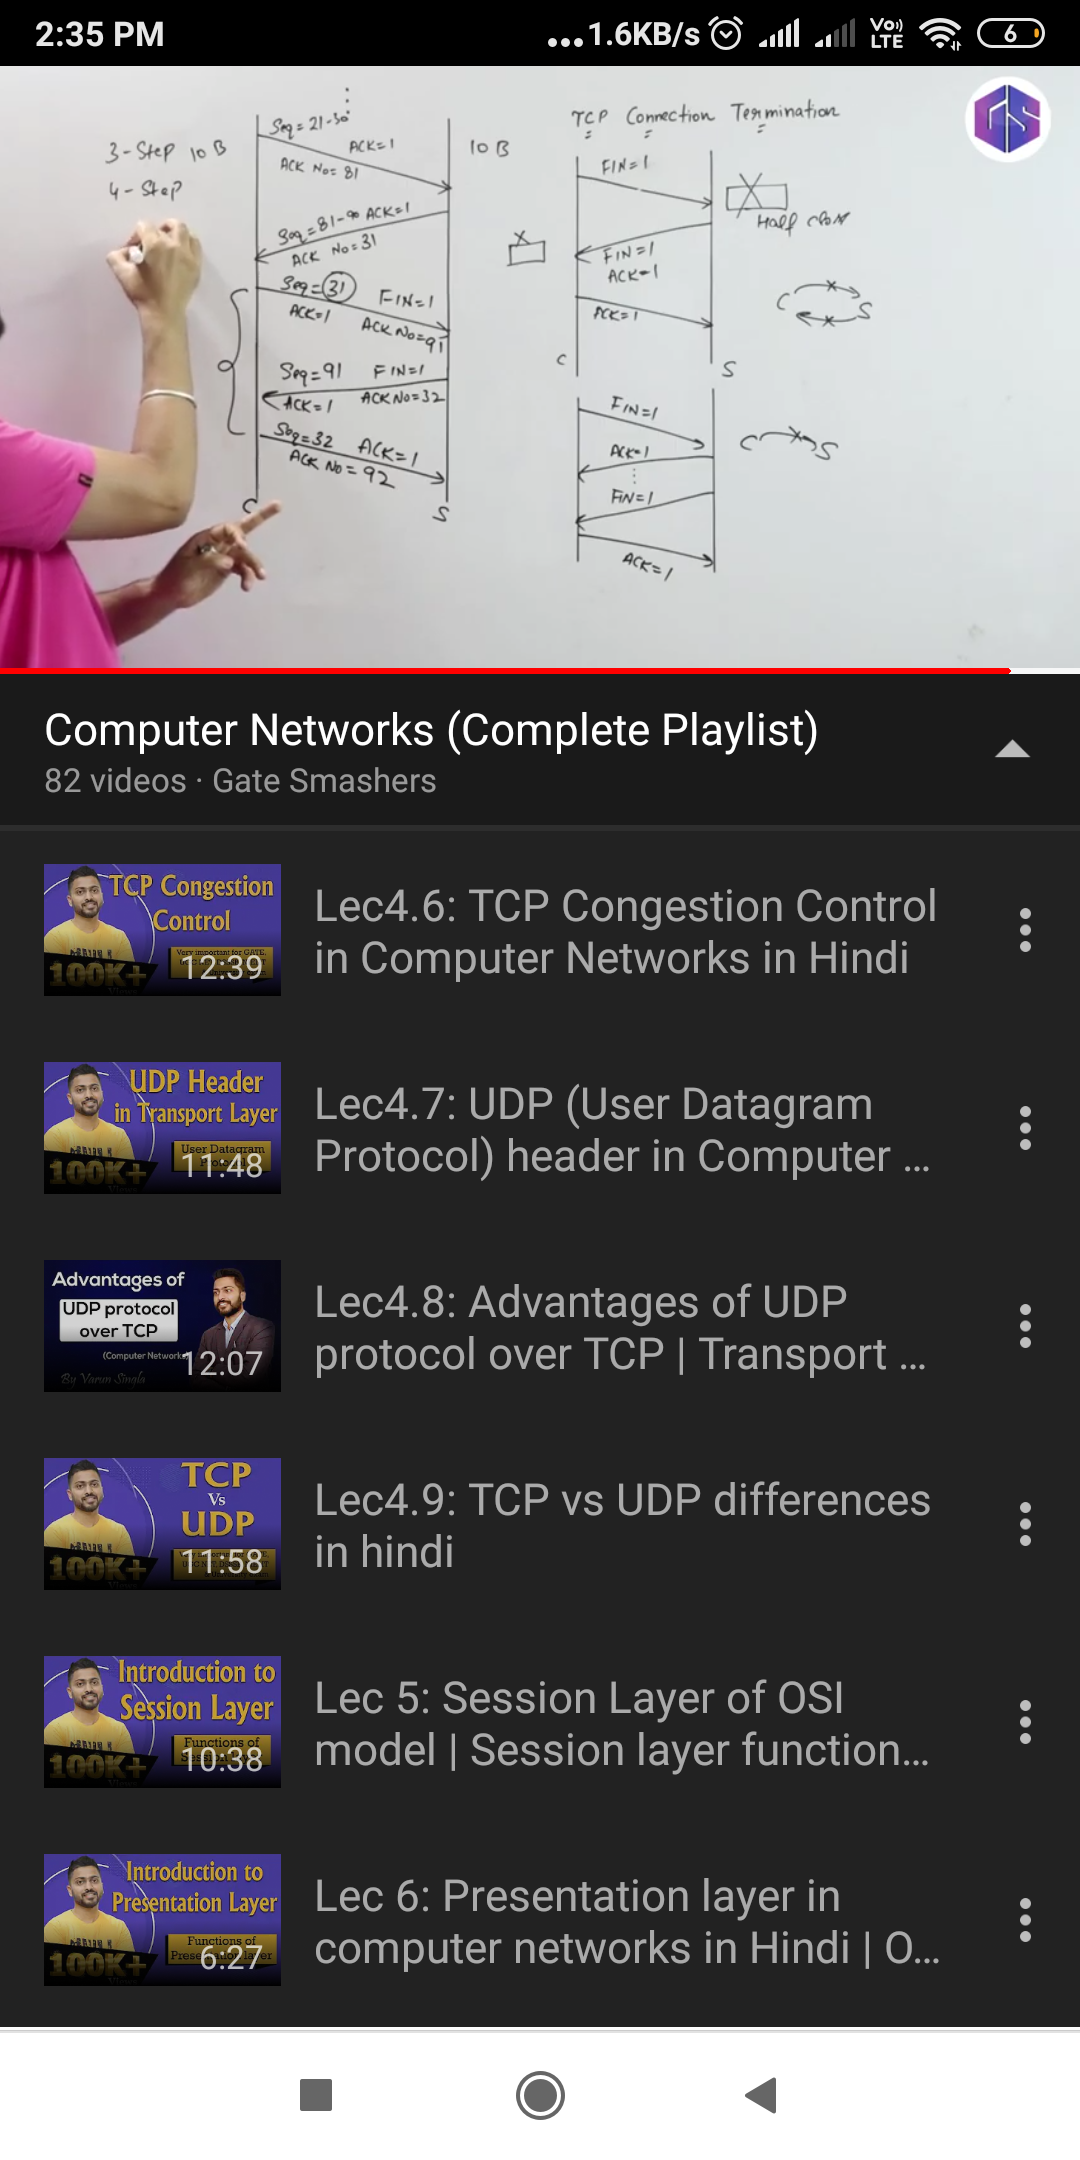 2:35 PM
...1.6KB/s
Vo)) LTE
6
3-Step 10 B
4-Step
Seq=21-30
ACK=1
ACK No=81
10 B
Seq=81-90 ACK=1
ACK No=31
Seq=31 FIN=1
ACK=1 ACK No=91
Seq=91 FIN=1
ACK=1 ACK No=32
Seq=32 ACK=1
ACK No=92
C S
TCP Connection Termination
FIN=1
Half close
FIN=1
ACK=1
ACK=1
C S
C S
FIN=1
ACK=1
FIN=1
ACK=1
C S
Computer Networks (Complete Playlist)
82 videos · Gate Smashers
TCP Congestion
Control
100K+
12:39
Lec4.6: TCP Congestion Control
in Computer Networks in Hindi
UDP Header
in Transport Layer
User Datagram
100K+
11:48
Lec4.7: UDP (User Datagram
Protocol) header in Computer ...
Advantages of
UDP protocol
over TCP
(Computer Network
By Varun Singla
12:07
Lec4.8: Advantages of UDP
protocol over TCP | Transport ...
TCP
Vs
UDP
100K+
11:58
Lec4.9: TCP vs UDP differences
in hindi
Introduction to
Session Layer
Functions of
100K+
10:38
Lec 5: Session Layer of OSI
model | Session layer function...
Introduction to
Presentation Layer
Functions of
100K+
6:27
Lec 6: Presentation layer in
computer networks in Hindi | O...